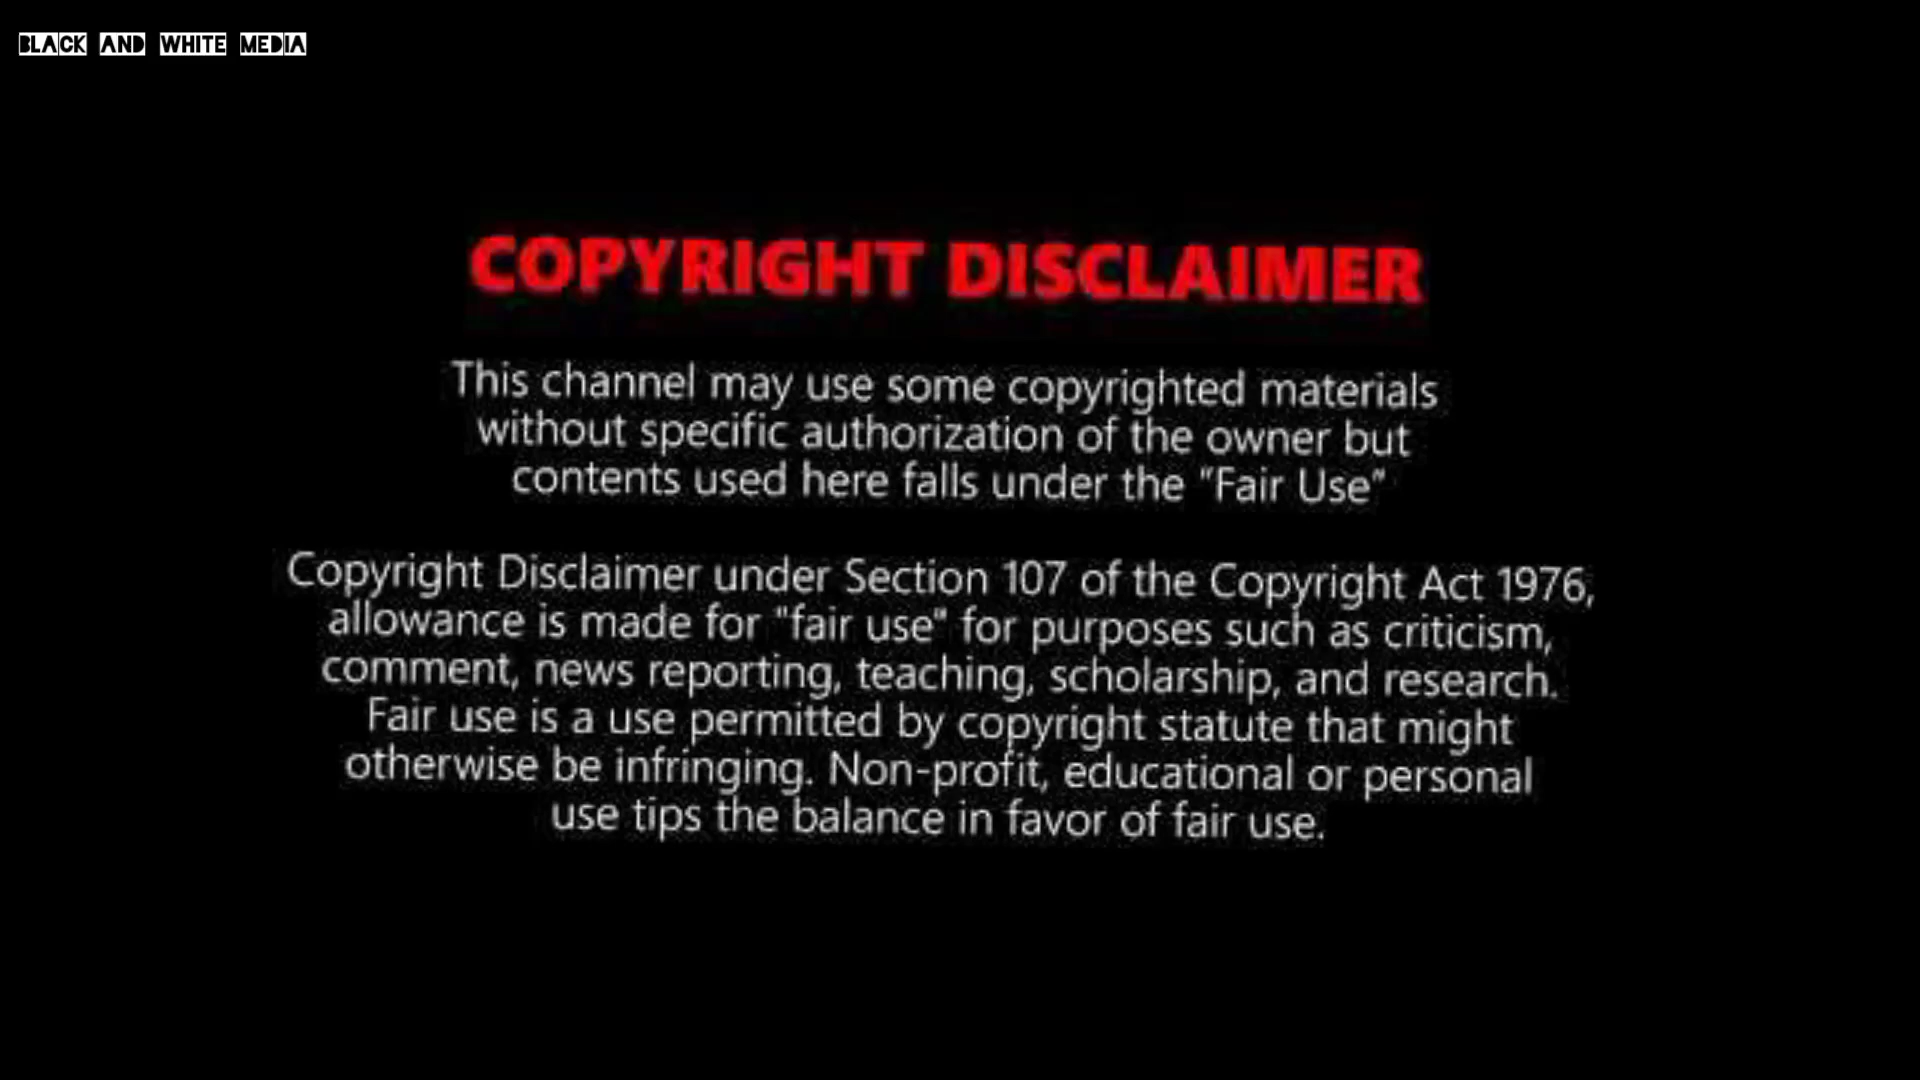 BLACK AND WHITE MEDIA
COPYRIGHT DISCLAIMER
This channel may use some copyrighted materials
without specific authorization of the owner but
contents used here falls under the "Fair Use"
Copyright Disclaimer under Section 107 of the Copyright Act 1976,
allowance is made for "fair use" for purposes such as criticism,
comment, news reporting, teaching, scholarship, and research.
Fair use is a use permitted by copyright statute that might
otherwise be infringing. Non-profit, educational or personal
use tips the balance in favor of fair use.